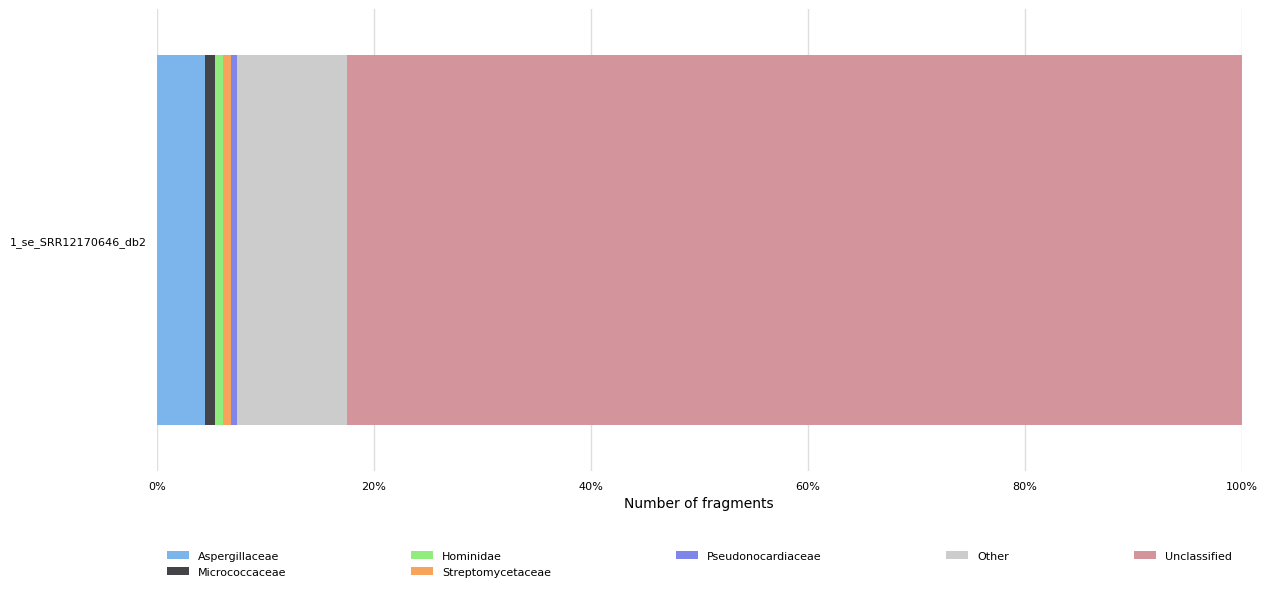 1_se_SRR12170646_db2
0% 20% 40% 60% 80% 100%
Number of fragments
Aspergillaceae Hominidae Pseudonocardiaceae Other Unclassified
Micrococcaceae Streptomycetaceae